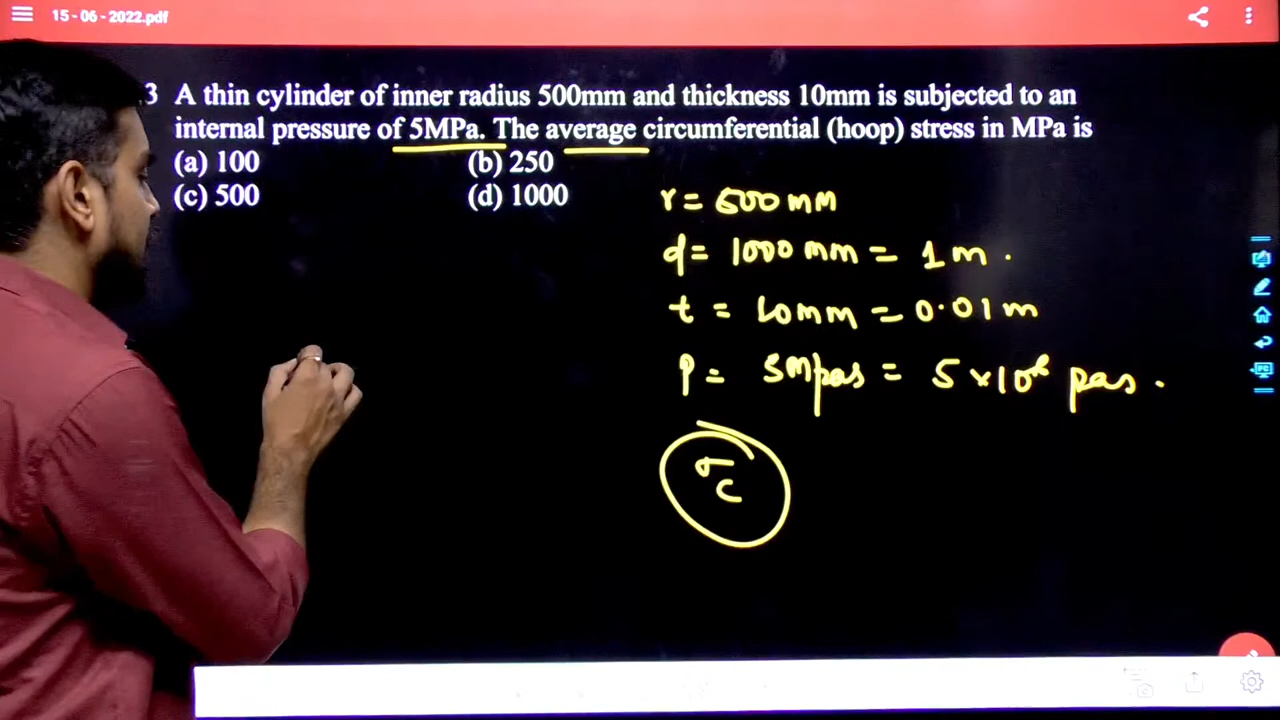 15 - 06 - 2022.pdf
.3 A thin cylinder of inner radius 500mm and thickness 10mm is subjected to an
internal pressure of 5MPa. The average circumferential (hoop) stress in MPa is
(a) 100 (b) 250
(c) 500 (d) 1000
r = 500 mm
d = 1000 mm = 1 m .
t = 10mm = 0.01 m
P = 5Mpas = 5 × 10⁶ pas .
σc
PC